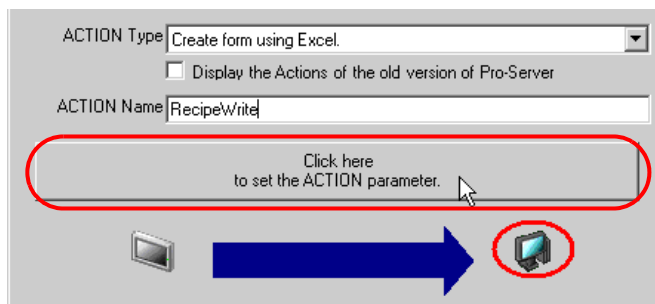 ACTION Type Create form using Excel.
Display the Actions of the old version of Pro-Server
ACTION Name RecipeWrite
Click here
to set the ACTION parameter.